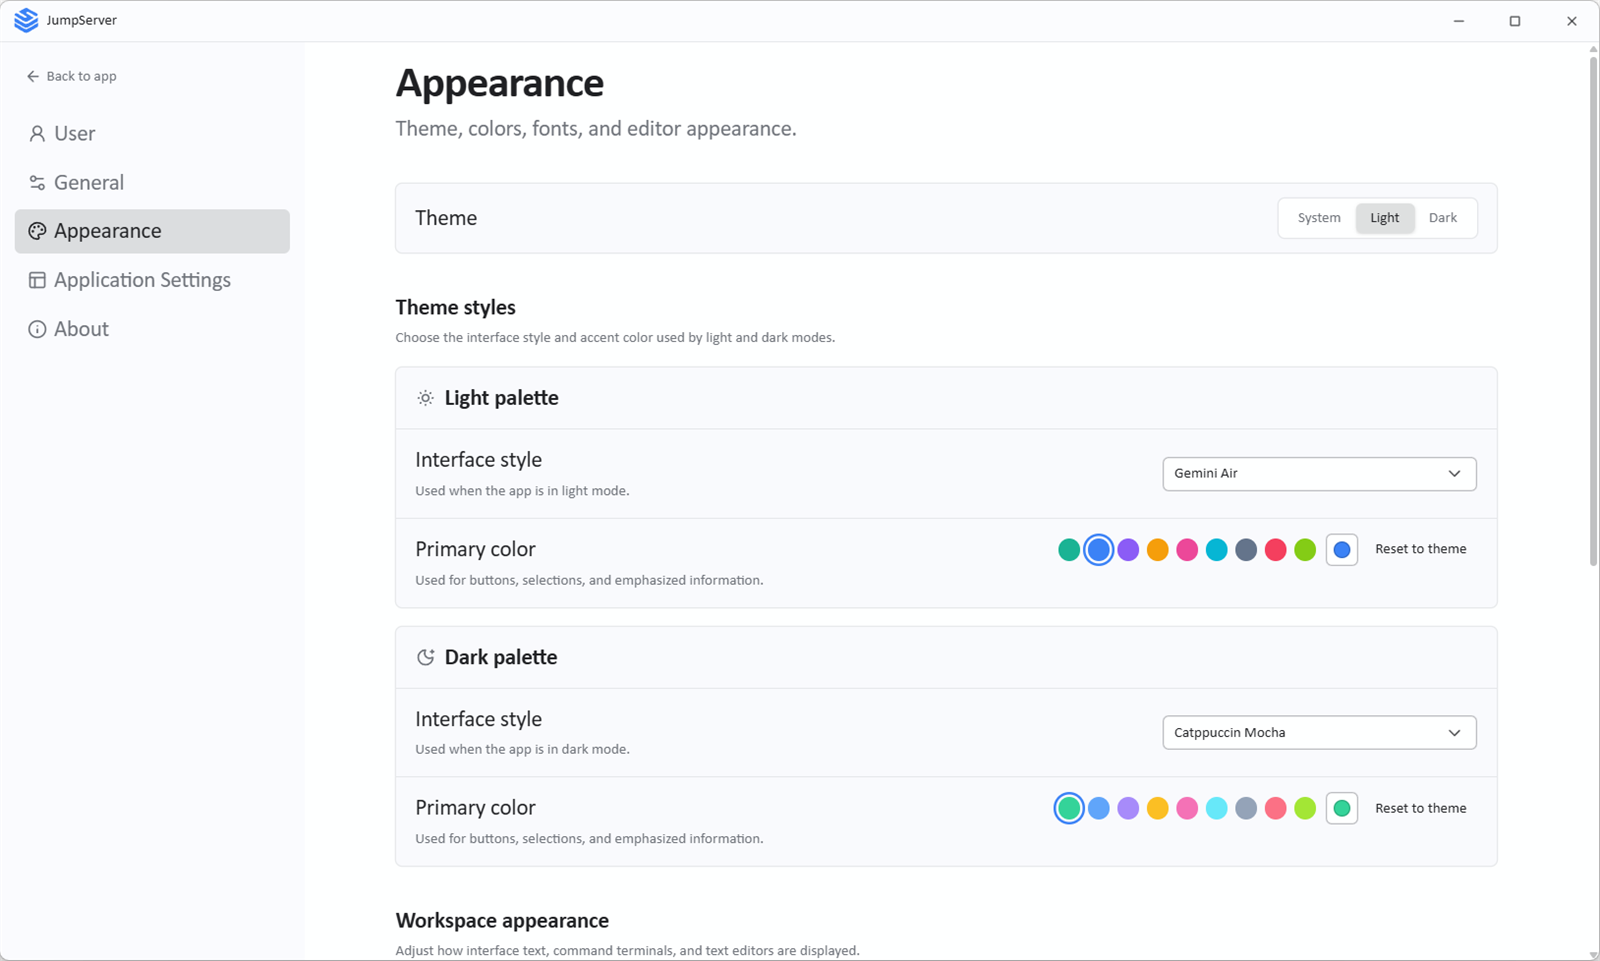 JumpServer
Back to app
User
General
Appearance
Application Settings
About
Appearance
Theme, colors, fonts, and editor appearance.
Theme
System
Light
Dark
Theme styles
Choose the interface style and accent color used by light and dark modes.
Light palette
Interface style
Used when the app is in light mode.
Gemini Air
Primary color
Used for buttons, selections, and emphasized information.
Reset to theme
Dark palette
Interface style
Used when the app is in dark mode.
Catppuccin Mocha
Primary color
Used for buttons, selections, and emphasized information.
Reset to theme
Workspace appearance
Adjust how interface text, command terminals, and text editors are displayed.